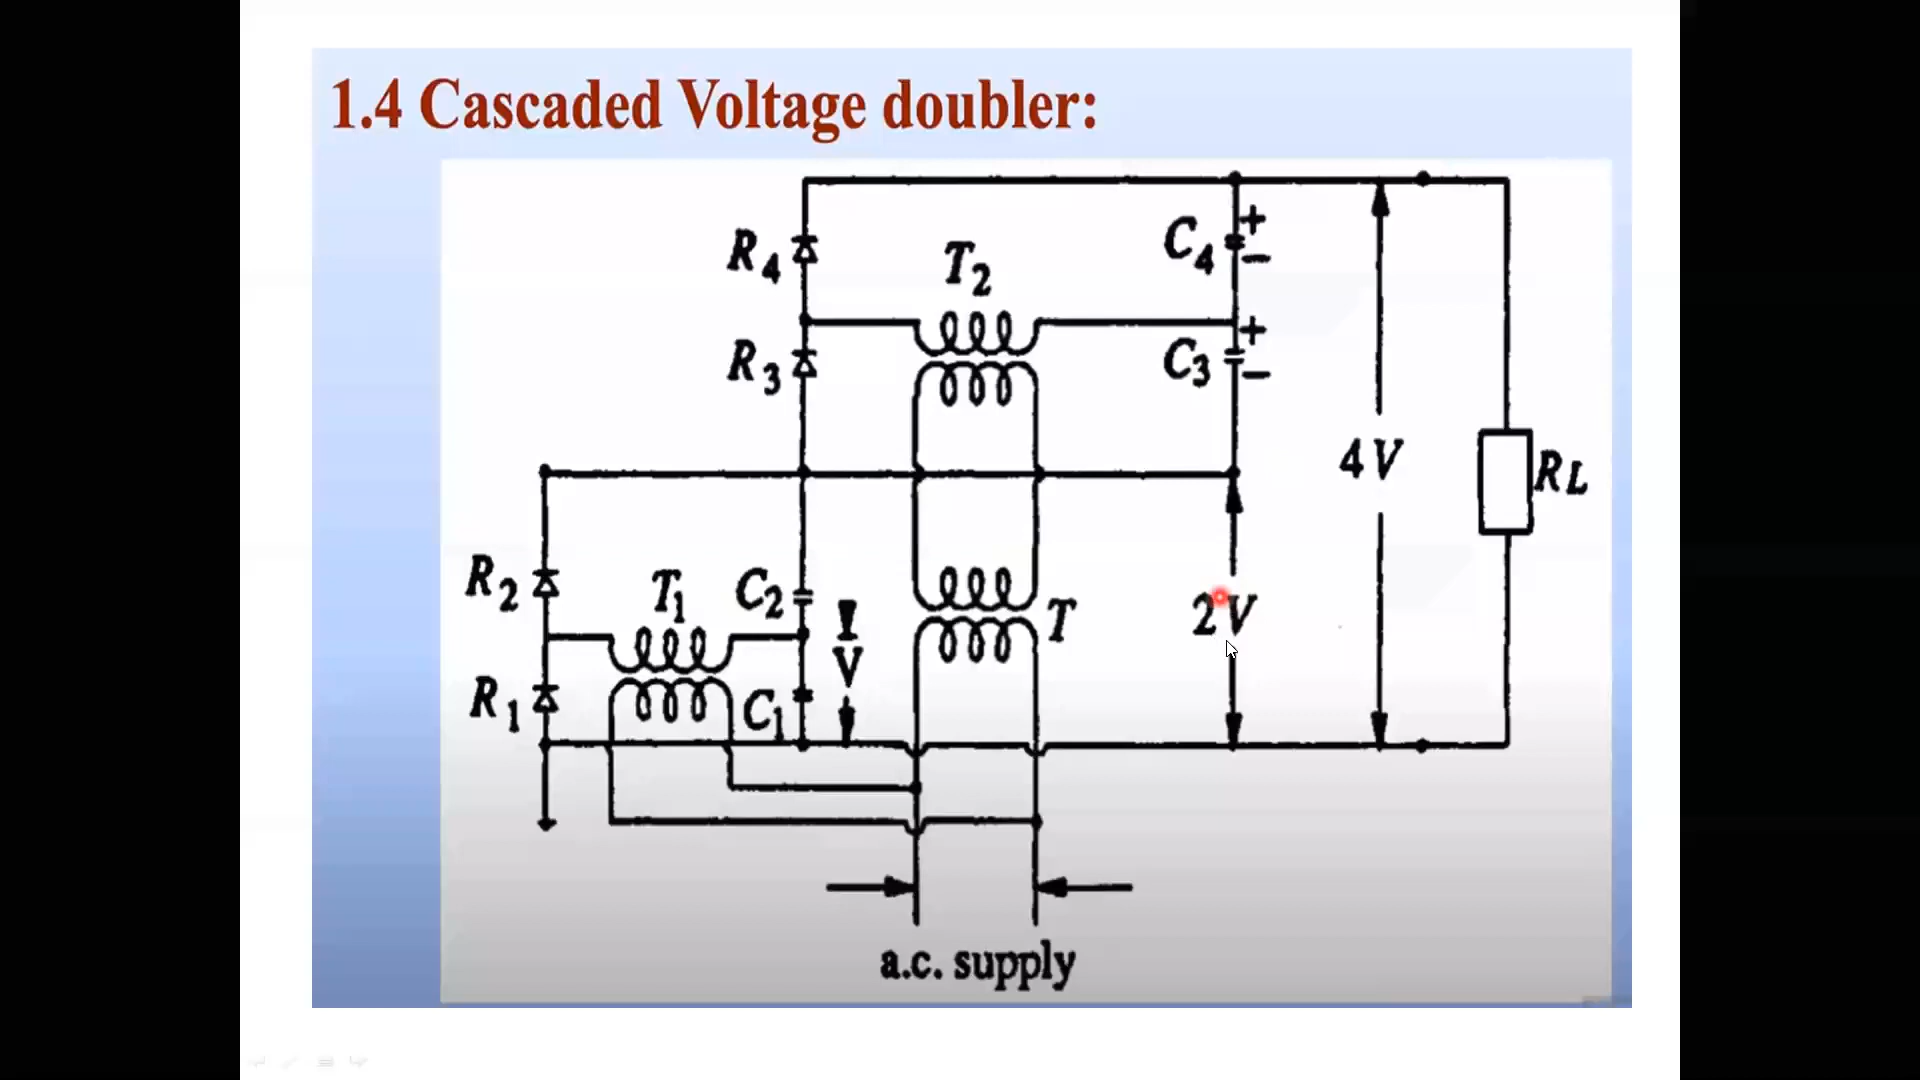 1.4 Cascaded Voltage doubler:
R4
T2
C4
+
−
R3
C3
+
−
4V
RL
R2
T1
C2
V
T
2V
R1
C1
a.c. supply